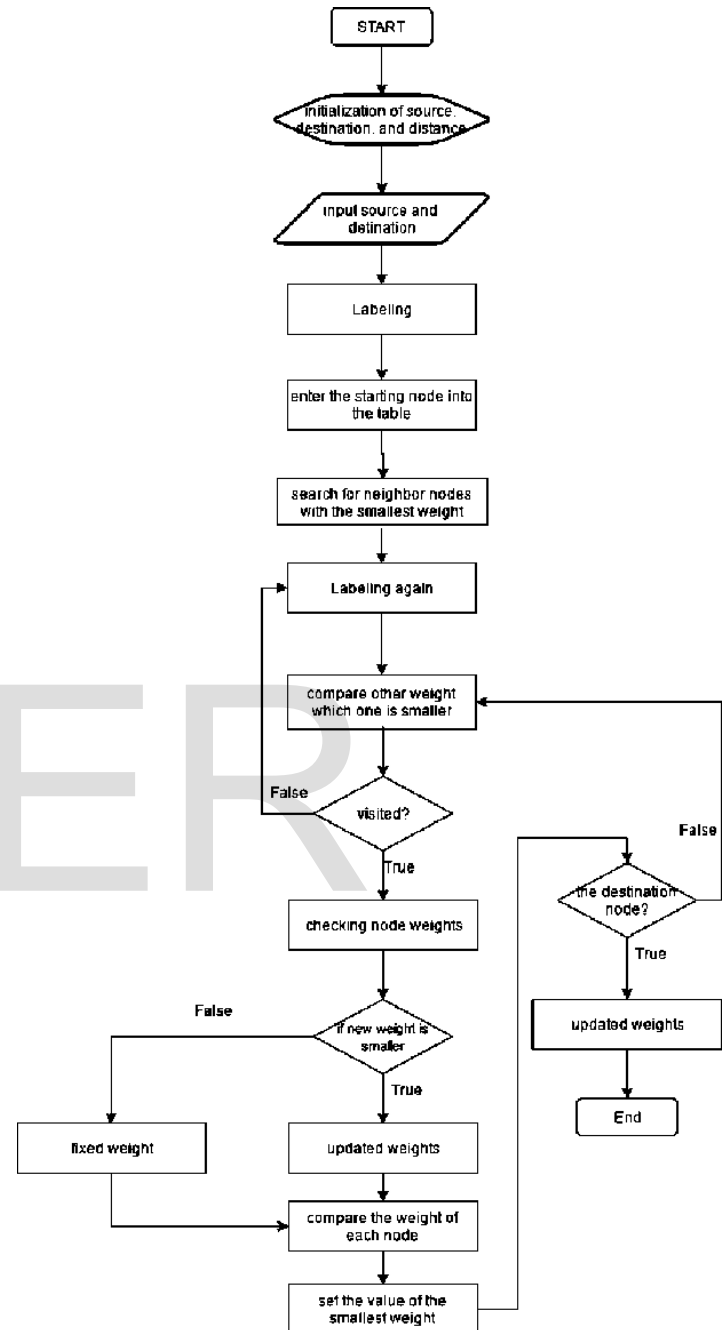 START
initialization of source,
destination, and distance
input source and
detination
Labeling
enter the starting node into
the table
search for neighbor nodes
with the smallest weight
Labeling again
compare other weight
which one is smaller
False
visited?
True
checking node weights
False
if new weight is
smaller
True
fixed weight
updated weights
compare the weight of
each node
set the value of the
smallest weight
False
the destination
node?
True
updated weights
End
ER